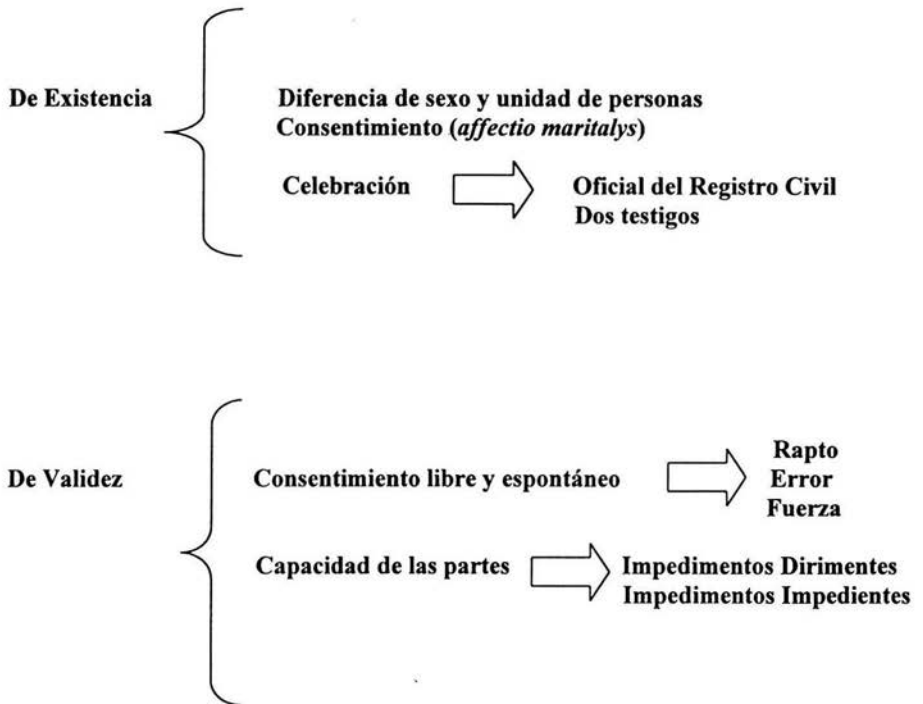 De Existencia
Diferencia de sexo y unidad de personas
Consentimiento (affectio maritalys)
Celebración
Oficial del Registro Civil
Dos testigos
De Validez
Consentimiento libre y espontáneo
Rapto
Error
Fuerza
Capacidad de las partes
Impedimentos Dirimentes
Impedimentos Impedientes